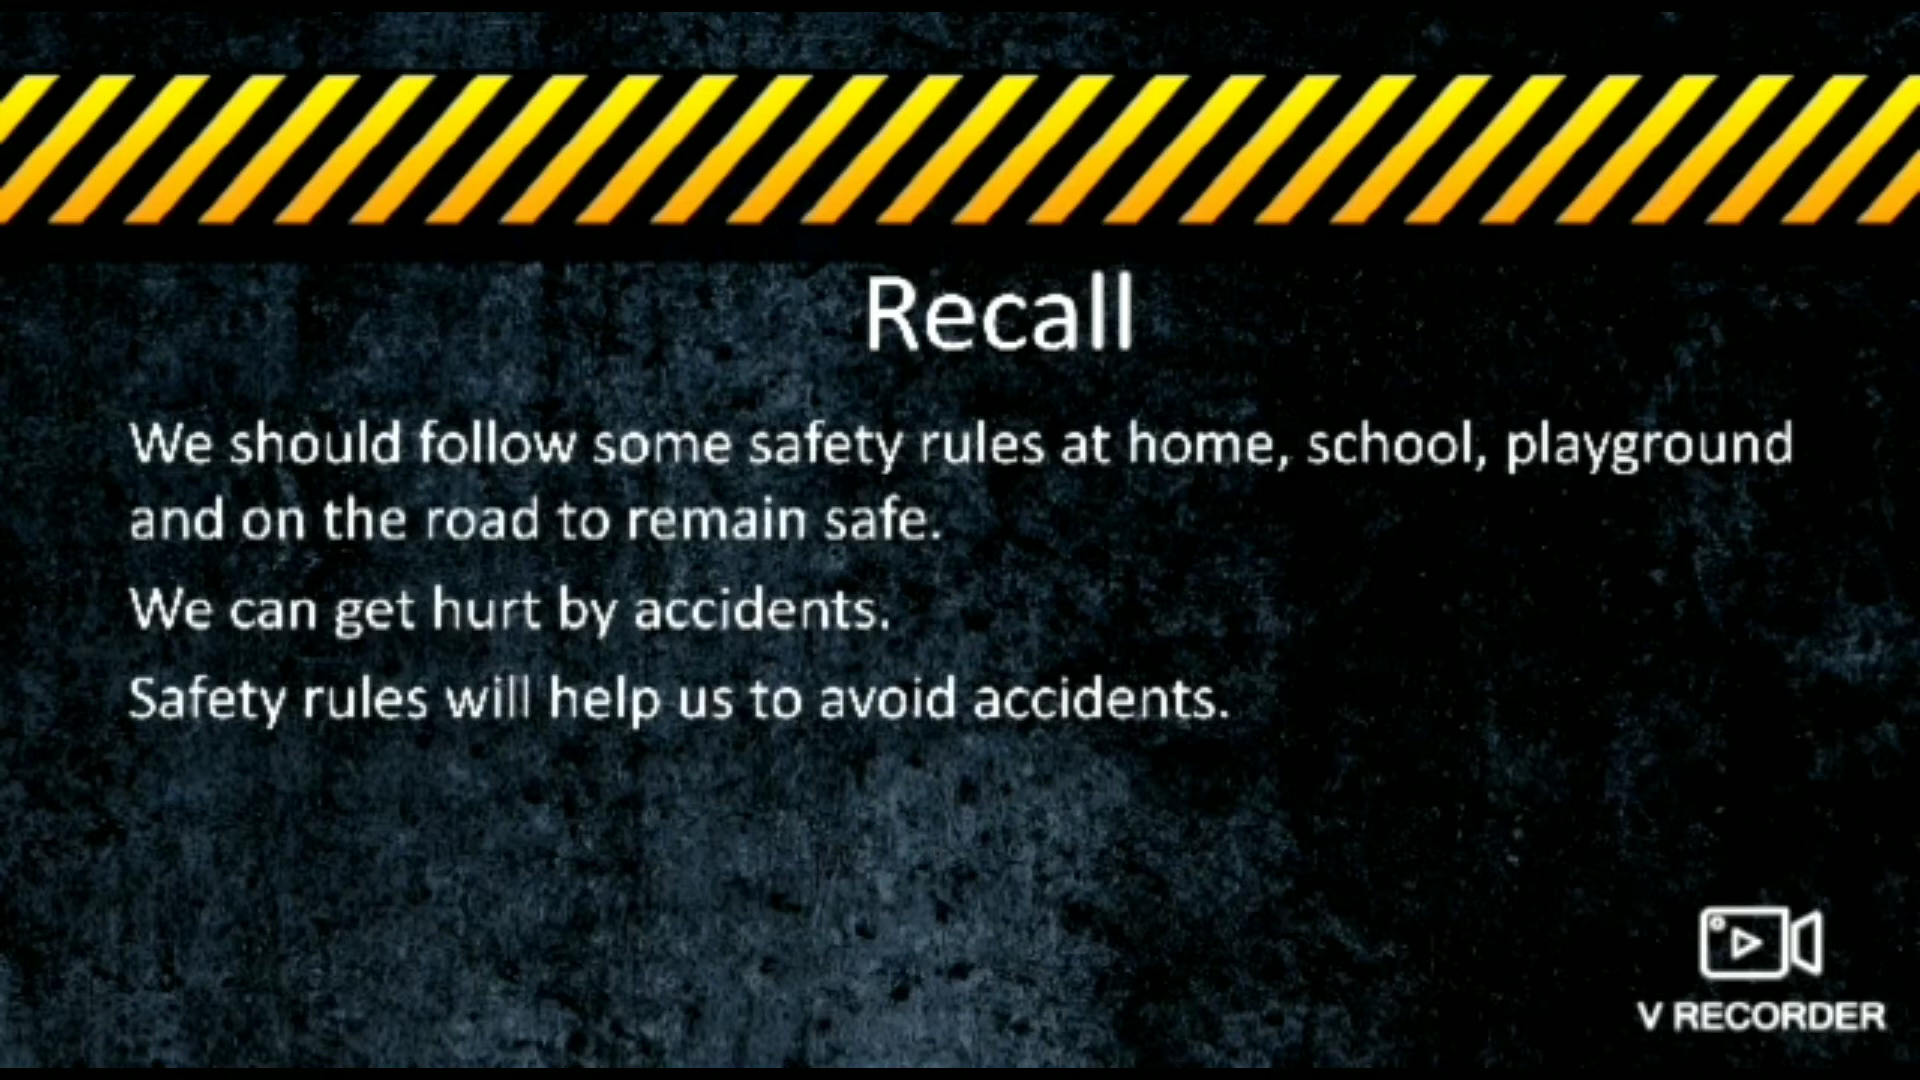 Recall
We should follow some safety rules at home, school, playground
and on the road to remain safe.
We can get hurt by accidents.
Safety rules will help us to avoid accidents.
V RECORDER